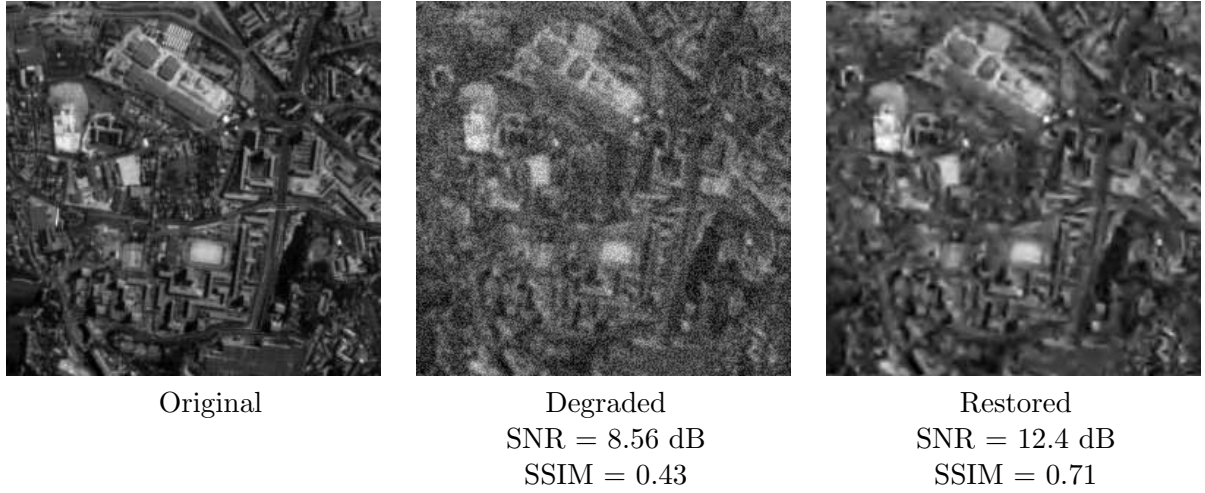 Original
Degraded
SNR = 8.56 dB
SSIM = 0.43
Restored
SNR = 12.4 dB
SSIM = 0.71